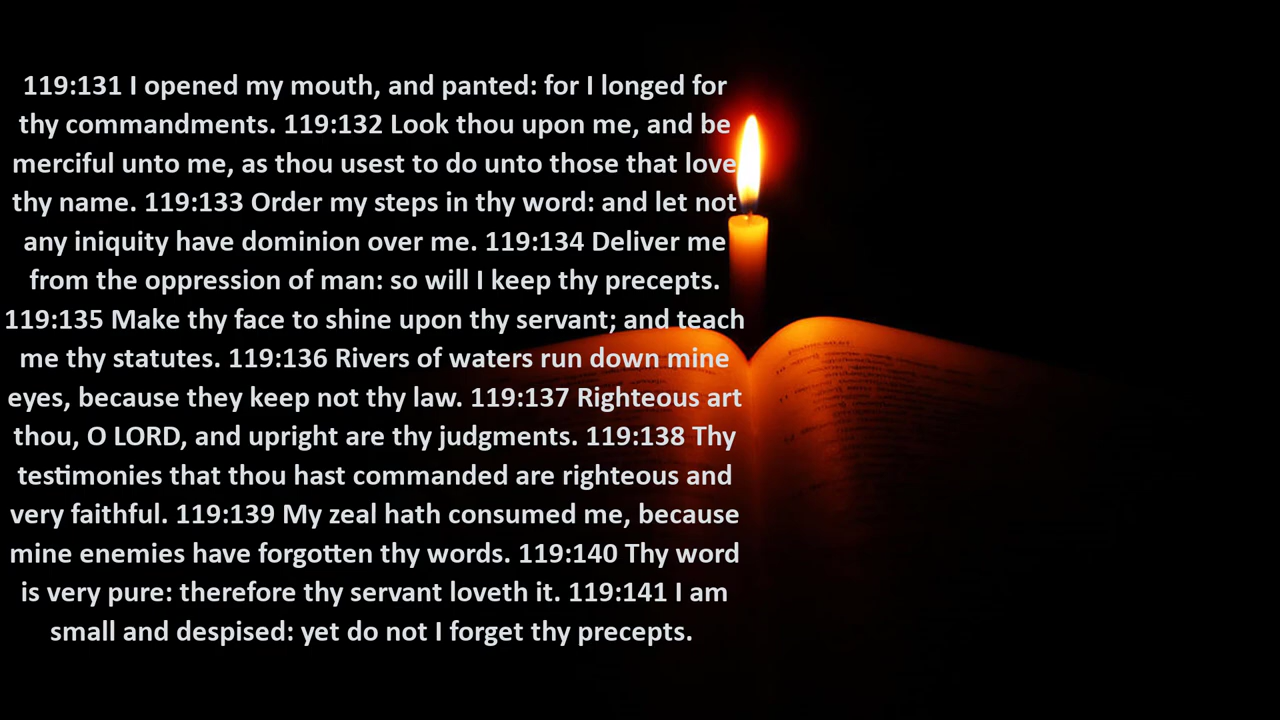 119:131 I opened my mouth, and panted: for I longed for
thy commandments. 119:132 Look thou upon me, and be
merciful unto me, as thou usest to do unto those that love
thy name. 119:133 Order my steps in thy word: and let not
any iniquity have dominion over me. 119:134 Deliver me
from the oppression of man: so will I keep thy precepts.
119:135 Make thy face to shine upon thy servant; and teach
me thy statutes. 119:136 Rivers of waters run down mine
eyes, because they keep not thy law. 119:137 Righteous art
thou, O LORD, and upright are thy judgments. 119:138 Thy
testimonies that thou hast commanded are righteous and
very faithful. 119:139 My zeal hath consumed me, because
mine enemies have forgotten thy words. 119:140 Thy word
is very pure: therefore thy servant loveth it. 119:141 I am
small and despised: yet do not I forget thy precepts.